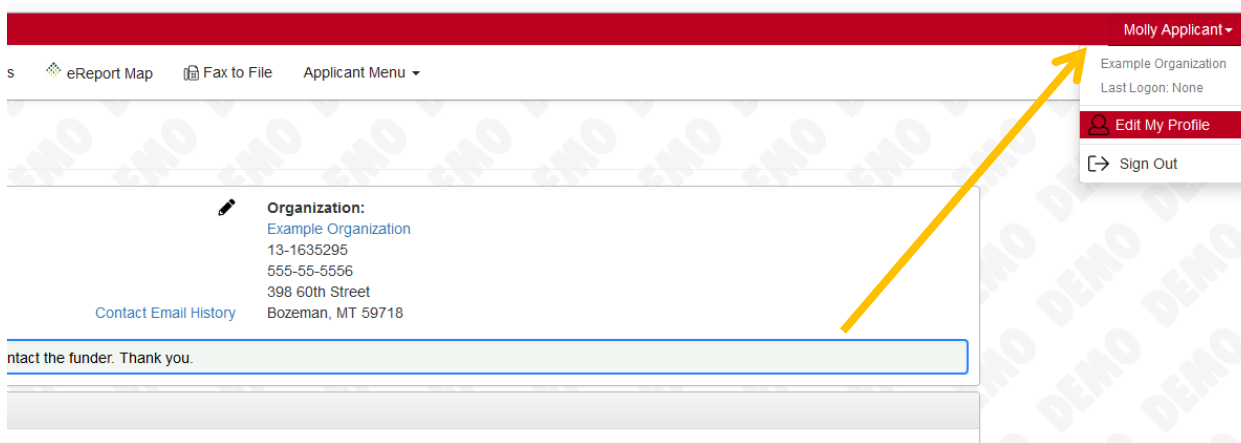 Molly Applicant
s eReport Map Fax to File Applicant Menu
Example Organization
Last Logon: None
Edit My Profile
Sign Out
Organization:
Example Organization
13-1635295
555-55-5556
398 60th Street
Contact Email History Bozeman, MT 59718
ntact the funder. Thank you.
DEMO